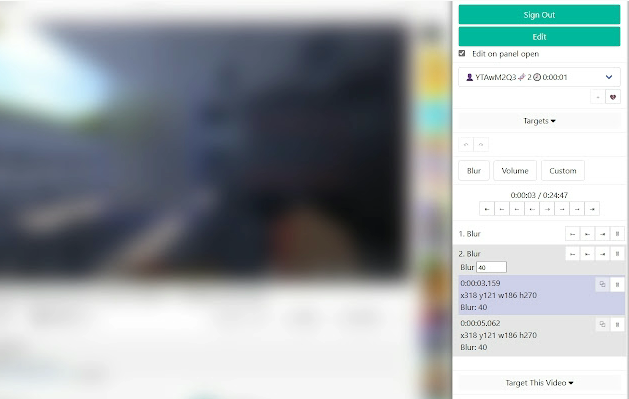 Sign Out
Edit
Edit on panel open
YTAwM2Q3 2 0:00:01
Targets
Blur Volume Custom
0:00:03 / 0:24:47
1. Blur
2. Blur
Blur 40
0:00:03.159
x318 y121 w186 h270
Blur: 40
0:00:05.062
x318 y121 w186 h270
Blur: 40
Target This Video